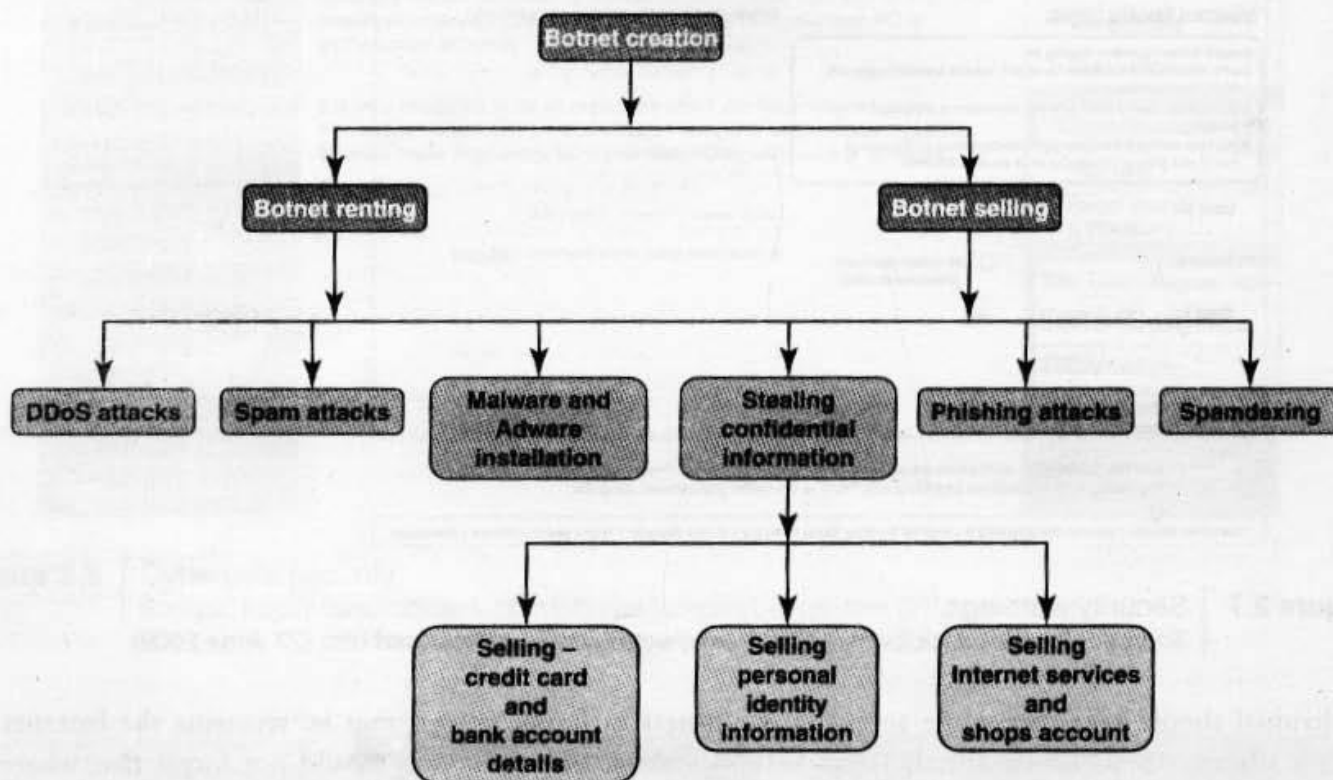 Botnet creation
Botnet renting
Botnet selling
DDoS attacks
Spam attacks
Malware and
Adware
installation
Stealing
confidential
information
Phishing attacks
Spamdexing
Selling –
credit card
and
bank account
details
Selling
personal
identity
information
Selling
Internet services
and
shops account